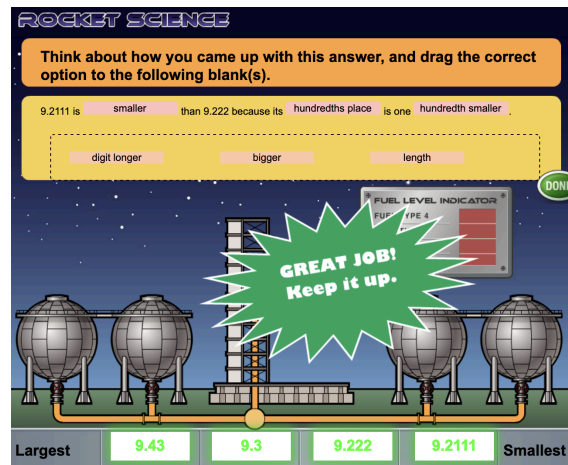 ROCKET SCIENCE
Think about how you came up with this answer, and drag the correct
option to the following blank(s).
9.2111 is smaller than 9.222 because its hundredths place is one hundredth smaller .
digit longer bigger length
DONE
FUEL LEVEL INDICATOR
TYPE 4
GREAT JOB!
Keep it up.
Largest 9.43 9.3 9.222 9.2111 Smallest